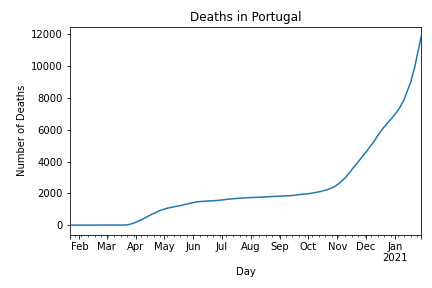 Deaths in Portugal
Number of Deaths
12000
10000
8000
6000
4000
2000
0
Feb Mar Apr May Jun Jul Aug Sep Oct Nov Dec Jan
2021
Day